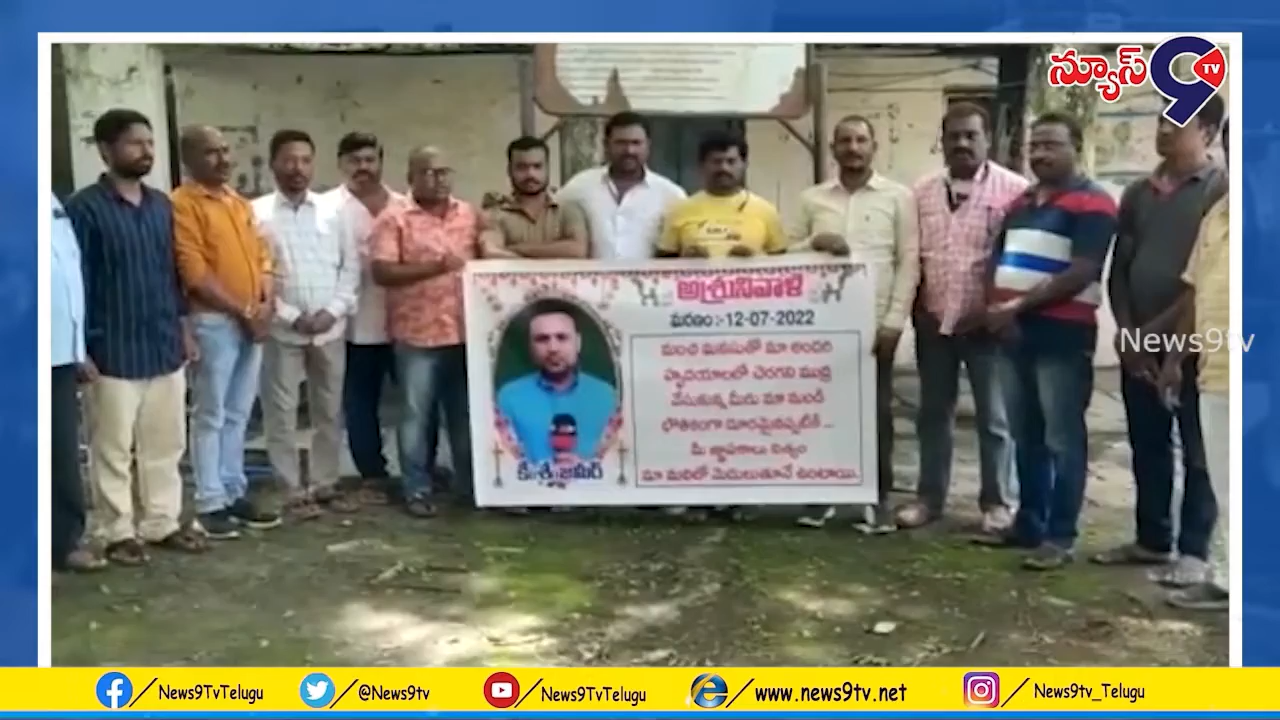 న్యూస్ 9 TV
అశ్రునివాళి
మరణం:-12-07-2022
మంచి మనసుతో మా అందరి
హృదయాలలో చెరగని ముద్ర
వేసుకున్న మీరు మా నుండి
భౌతికంగా దూరమైనప్పటికీ ...
మీ జ్ఞాపకాలు నిత్యం
మా మదిలో మెదులుతూనే ఉంటాయి.
కీ॥శే॥ జమీర్
News9tv
News9TvTelugu
@News9tv
News9TvTelugu
www.news9tv.net
News9tv_Telugu